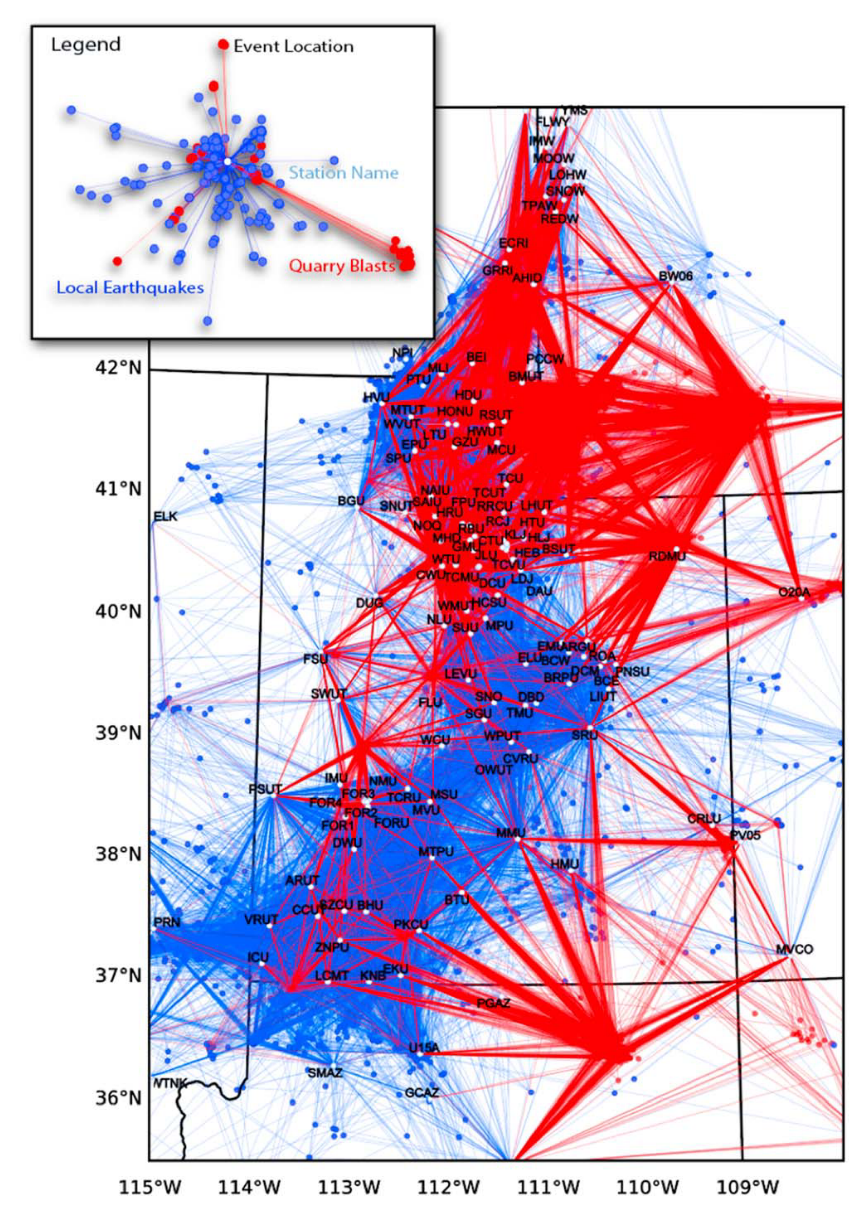 Legend
Event Location
Station Name
Quarry Blasts
Local Earthquakes
YMS
FLWY
IMW
MOOW
LOHW
SNOW
TPAW
REDW
ECRI
GRRI
AHID
BW06
42°N
NPI
MLI
BEI
PCCW
PTU
BMUT
HVU
HDU
MTUT
HONU
RSUT
WVUT
LTU
HWUT
EPU
GZU
MCU
SPU
41°N
TCU
NAIU
TCUT
BGU
SNUT
SAIU
FPU
RRCU
LHUT
ELK
HRU
RCJ
HTU
NOQ
RBU
KLJ
HLJ
MHD
CTU
GMU
BSUT
JLU
HEB
RDMU
WTU
TCVU
CWU
TCMU
DCU
LDJ
DAU
O20A
40°N
DUG
WMUT
HCSU
NLU
SUU
MPU
EMU
ARGU
FSU
ELU
BCW
ROA
LEVU
BRPU
DCM
PNSU
BCE
SWUT
FLU
SNO
DBD
LIUT
39°N
SGU
TMU
WCU
WPUT
SRU
CVRU
OWUT
IMU
NMU
PSUT
FOR3
TCRU
MSU
FOR4
FOR2
MVU
FOR1
FORU
CRLU
DWU
MMU
PV05
38°N
MTPU
HMU
ARUT
BTU
CCUT
SZCU
BHU
PRN
VRUT
PKCU
ZNPU
ICU
MVCO
37°N
LCMT
KNB
EKU
PGAZ
U15A
SMAZ
WTNK
36°N
GCAZ
115°W 114°W 113°W 112°W 111°W 110°W 109°W